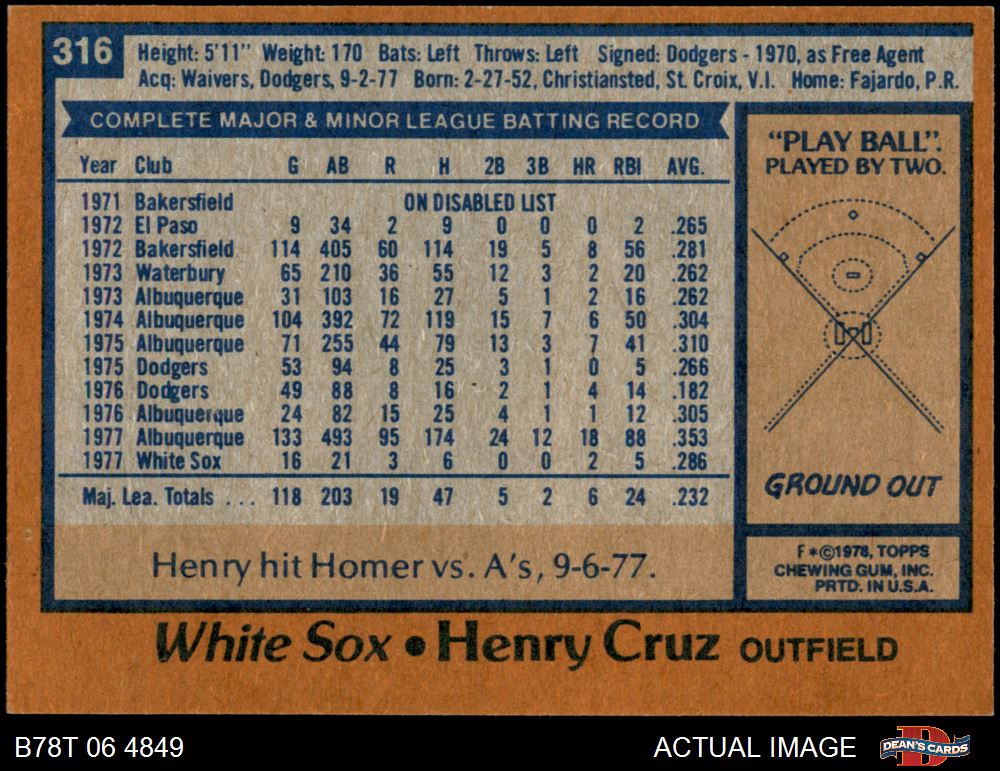 316
Height: 5'11" Weight: 170 Bats: Left Throws: Left Signed: Dodgers - 1970, as Free Agent
Acq: Waivers, Dodgers, 9-2-77 Born: 2-27-52, Christiansted, St. Croix, V.I. Home: Fajardo, P.R.
COMPLETE MAJOR & MINOR LEAGUE BATTING RECORD
Year Club G AB R H 2B 3B HR RBI AVG.
1971 Bakersfield ON DISABLED LIST
1972 El Paso 9 34 2 9 0 0 0 2 .265
1972 Bakersfield 114 405 60 114 19 5 8 56 .281
1973 Waterbury 65 210 36 55 12 3 2 20 .262
1973 Albuquerque 31 103 16 27 5 1 2 16 .262
1974 Albuquerque 104 392 72 119 15 7 6 50 .304
1975 Albuquerque 71 255 44 79 13 3 7 41 .310
1975 Dodgers 53 94 8 25 3 1 0 5 .266
1976 Dodgers 49 88 8 16 2 1 4 14 .182
1976 Albuquerque 24 82 15 25 4 1 1 12 .305
1977 Albuquerque 133 493 95 174 24 12 18 88 .353
1977 White Sox 16 21 3 6 0 0 2 5 .286
Maj. Lea. Totals ... 118 203 19 47 5 2 6 24 .232
Henry hit Homer vs. A's, 9-6-77.
"PLAY BALL".
PLAYED BY TWO.
GROUND OUT
F*©1978, TOPPS
CHEWING GUM, INC.
PRTD. IN U.S.A.
White Sox • Henry Cruz OUTFIELD
B78T 06 4849
ACTUAL IMAGE
DEAN'S CARDS